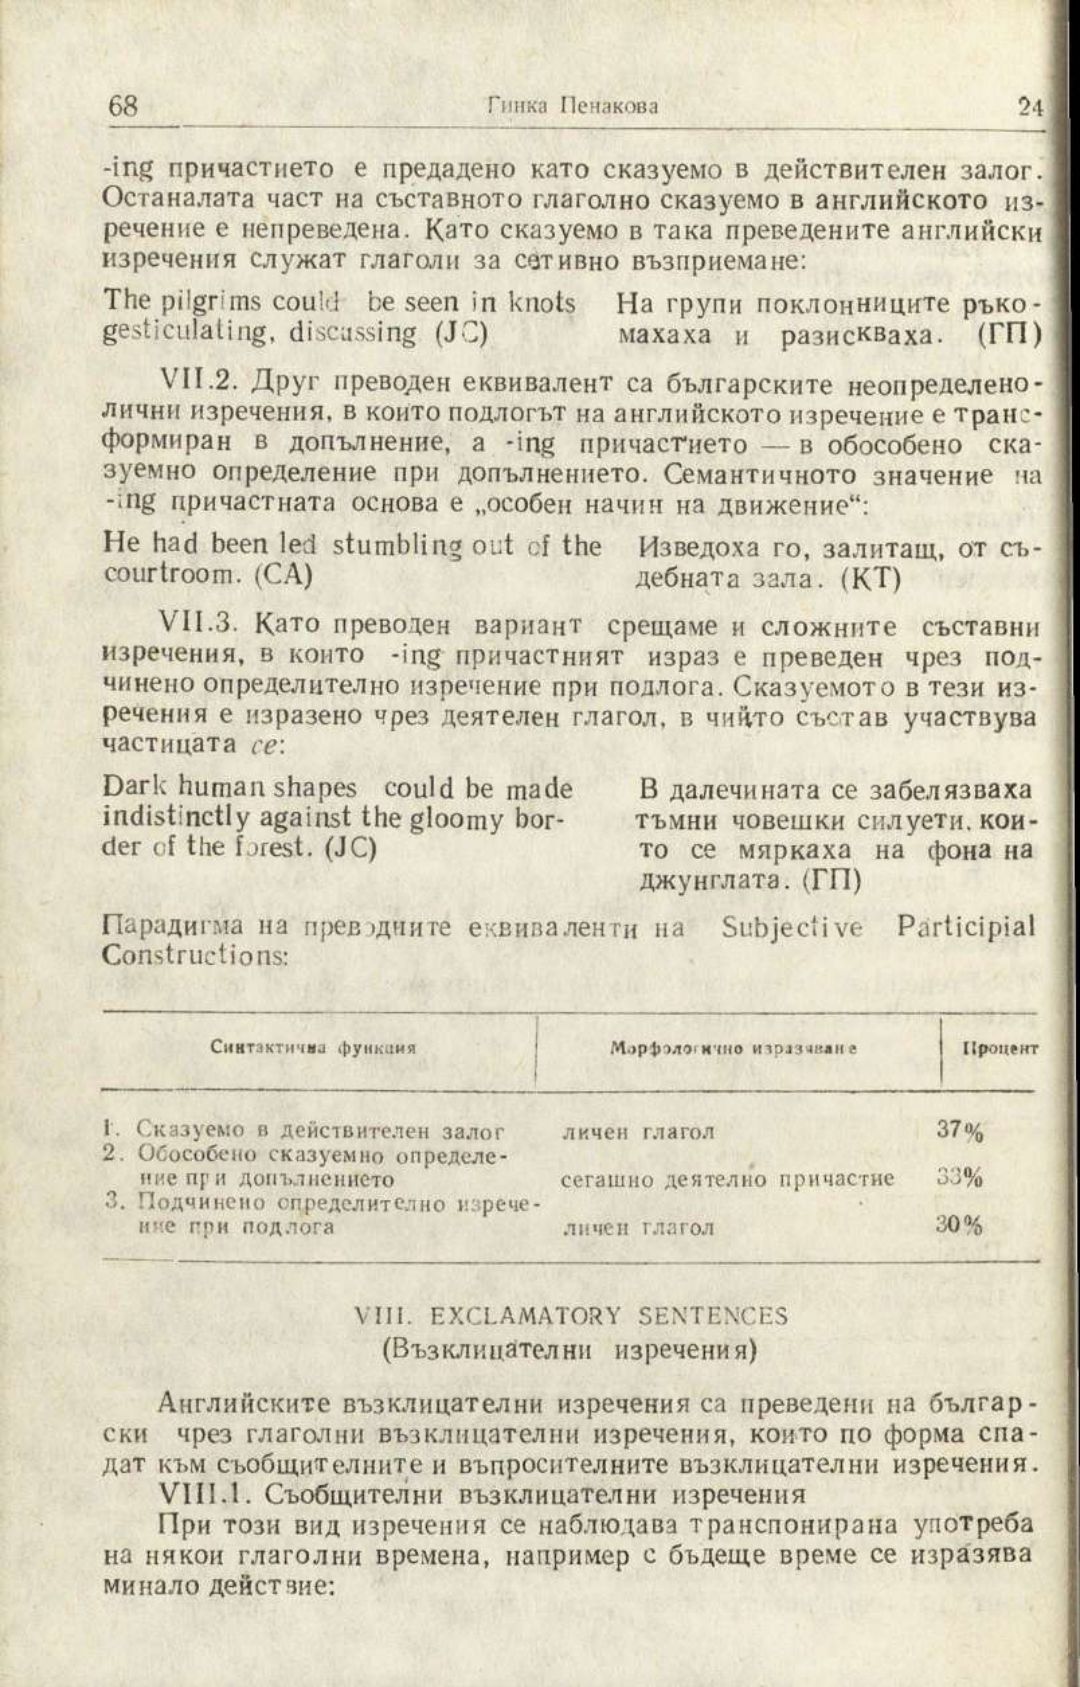 68 Гинка Пенакова 24
-ing причастието е предадено като сказуемо в действителен залог.
Останалата част на съставното глаголно сказуемо в английското из-
речение е непреведена. Като сказуемо в така преведените английски
изречения служат глаголи за сетивно възприемане:
The pilgrims could be seen in knots На групи поклонниците ръко-
gesticulating, discussing (JC) махаха и разискваха. (ГП)
VII.2. Друг преводен еквивалент са българските неопределено-
лични изречения, в които подлогът на английското изречение е транс-
формиран в допълнение, а -ing причастието — в обособено ска-
зуемно определение при допълнението. Семантичното значение на
-ing причастната основа е „особен начин на движение“:
He had been led stumbling out of the Изведоха го, залитащ, от съ-
courtroom. (CA) дебната зала. (КТ)
VII.3. Като преводен вариант срещаме и сложните съставни
изречения, в които -ing причастният израз е преведен чрез под-
чинено определително изречение при подлога. Сказуемото в тези из-
речения е изразено чрез деятелен глагол, в чийто състав участвува
частицата се:
Dark human shapes could be made В далечината се забелязваха
indistinctly against the gloomy bor- тъмни човешки силуети, кои-
der of the forest. (JC) то се мяркаха на фона на
джунглата. (ГП)
Парадигма на преводните еквиваленти на Subjective Participial
Constructions:
Синтактична функция Морфологично изразяване Процент
1. Сказуемо в действителен залог личен глагол 37%
2. Обособено сказуемно определе-
ние при допълнението сегашно деятелно причастие 33%
3. Подчинено определително изрече-
ние при подлога личен глагол 30%
VIII. EXCLAMATORY SENTENCES
(Възклицателни изречения)
Английските възклицателни изречения са преведени на българ-
ски чрез глаголни възклицателни изречения, които по форма спа-
дат към съобщителните и въпросителните възклицателни изречения.
VIII.1. Съобщителни възклицателни изречения
При този вид изречения се наблюдава транспонирана употреба
на някои глаголни времена, например с бъдеще време се изразява
минало действие: